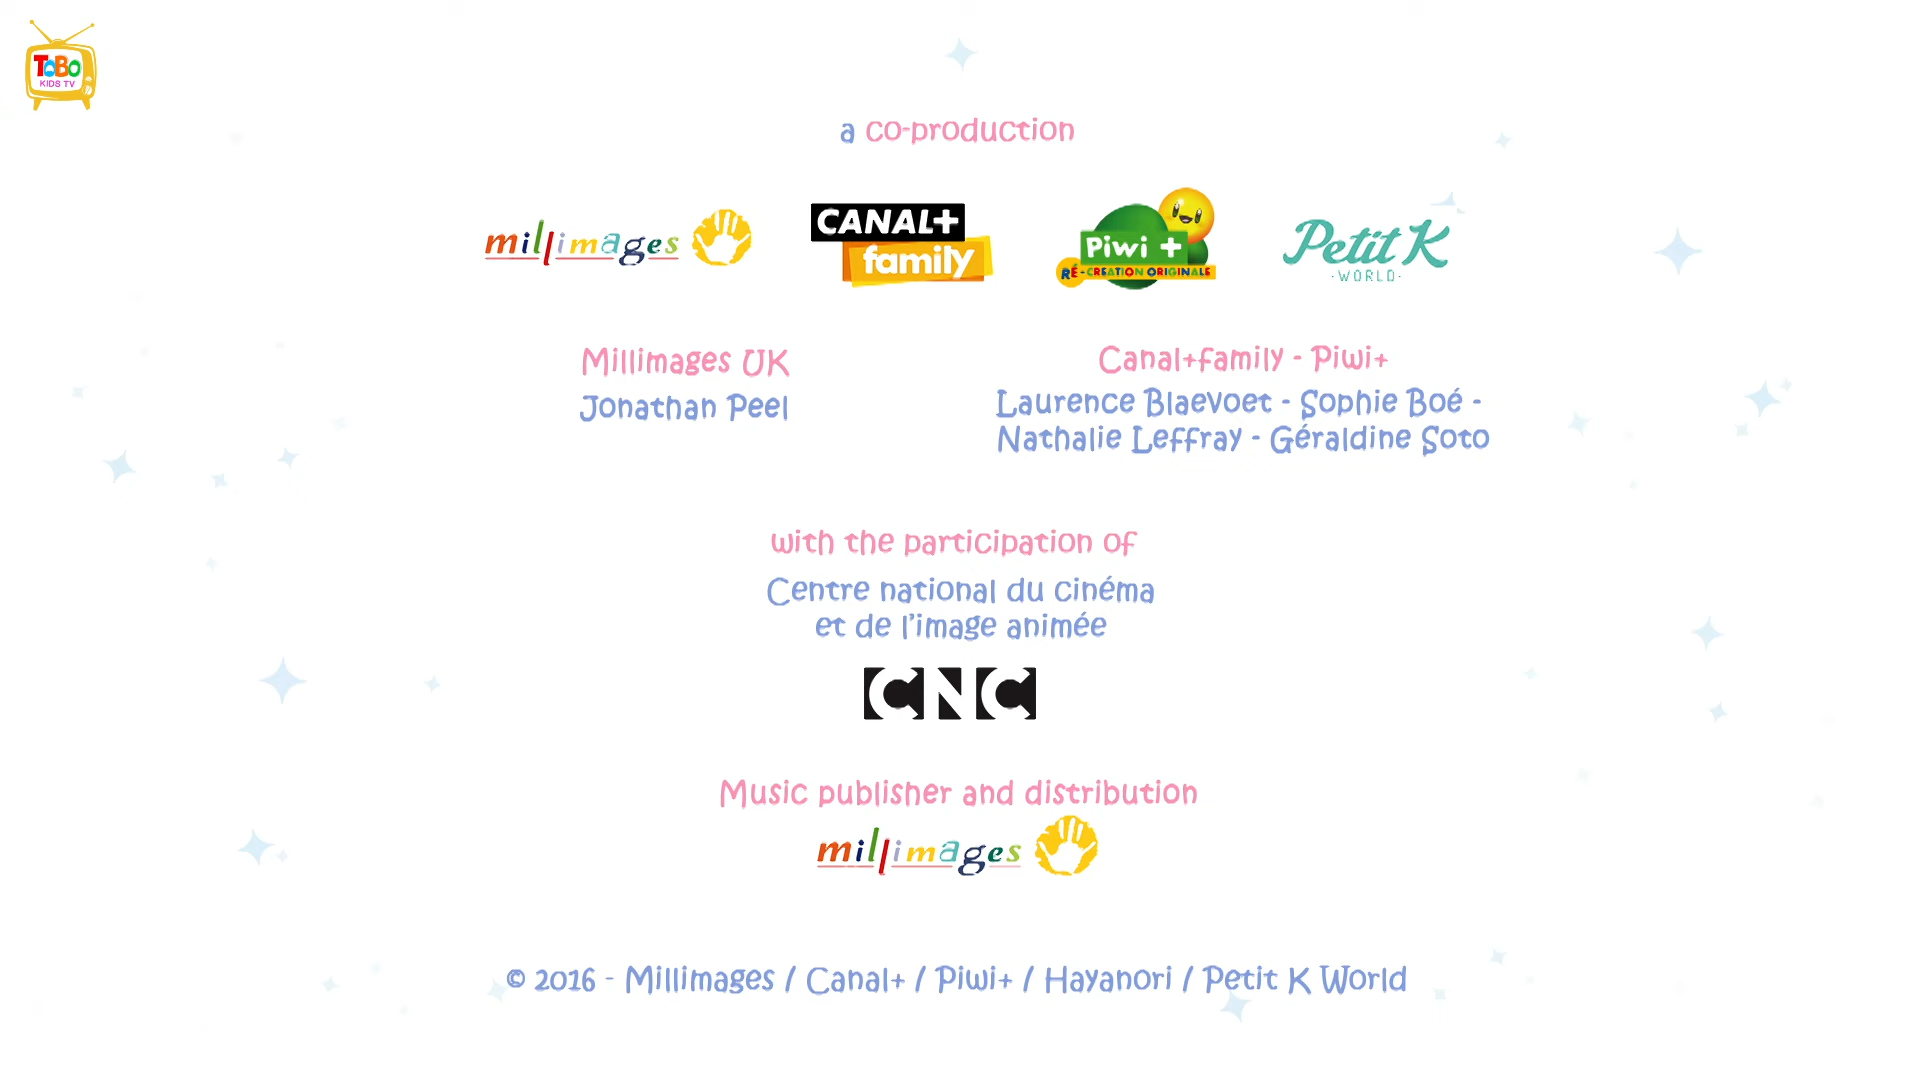 ToBo
KIDS TV
a co-production
millimages
CANAL+
family
Piwi +
RÉ-CRÉATION ORIGINALE
Petit K
·WORLD·
Millimages UK
Jonathan Peel
Canal+family - Piwi+
Laurence Blaevoet - Sophie Boé -
Nathalie Leffray - Géraldine Soto
with the participation of
Centre national du cinéma
et de l'image animée
CNC
Music publisher and distribution
millimages
© 2016 - Millimages / Canal+ / Piwi+ / Hayanori / Petit K World